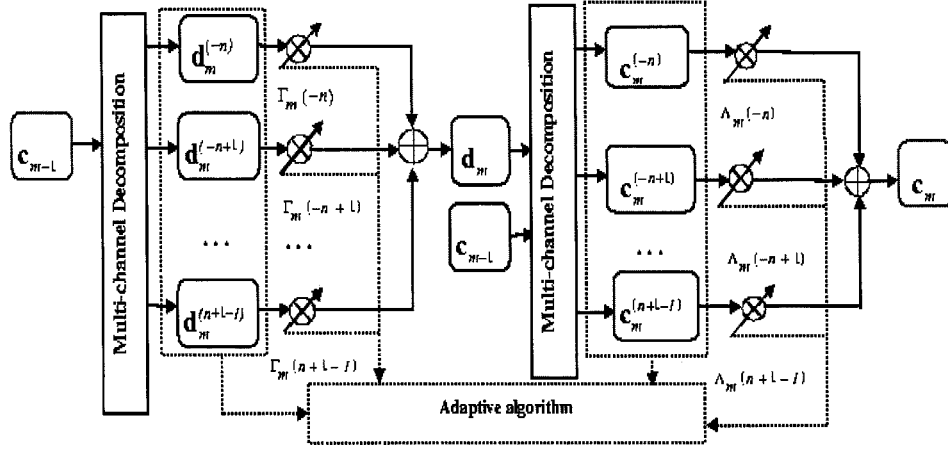 c_{m-1}
Multi-channel Decomposition
d_m^{(-n)}
d_m^{(-n+1)}
...
d_m^{(n+1-l)}
Γ_m(-n)
Γ_m(-n+1)
...
Γ_m(n+1-l)
d_m
c_{m-1}
Multi-channel Decomposition
c_m^{(-n)}
c_m^{(-n+1)}
...
c_m^{(n+1-l)}
Λ_m(-n)
Λ_m(-n+1)
Λ_m(n+1-l)
c_m
Adaptive algorithm